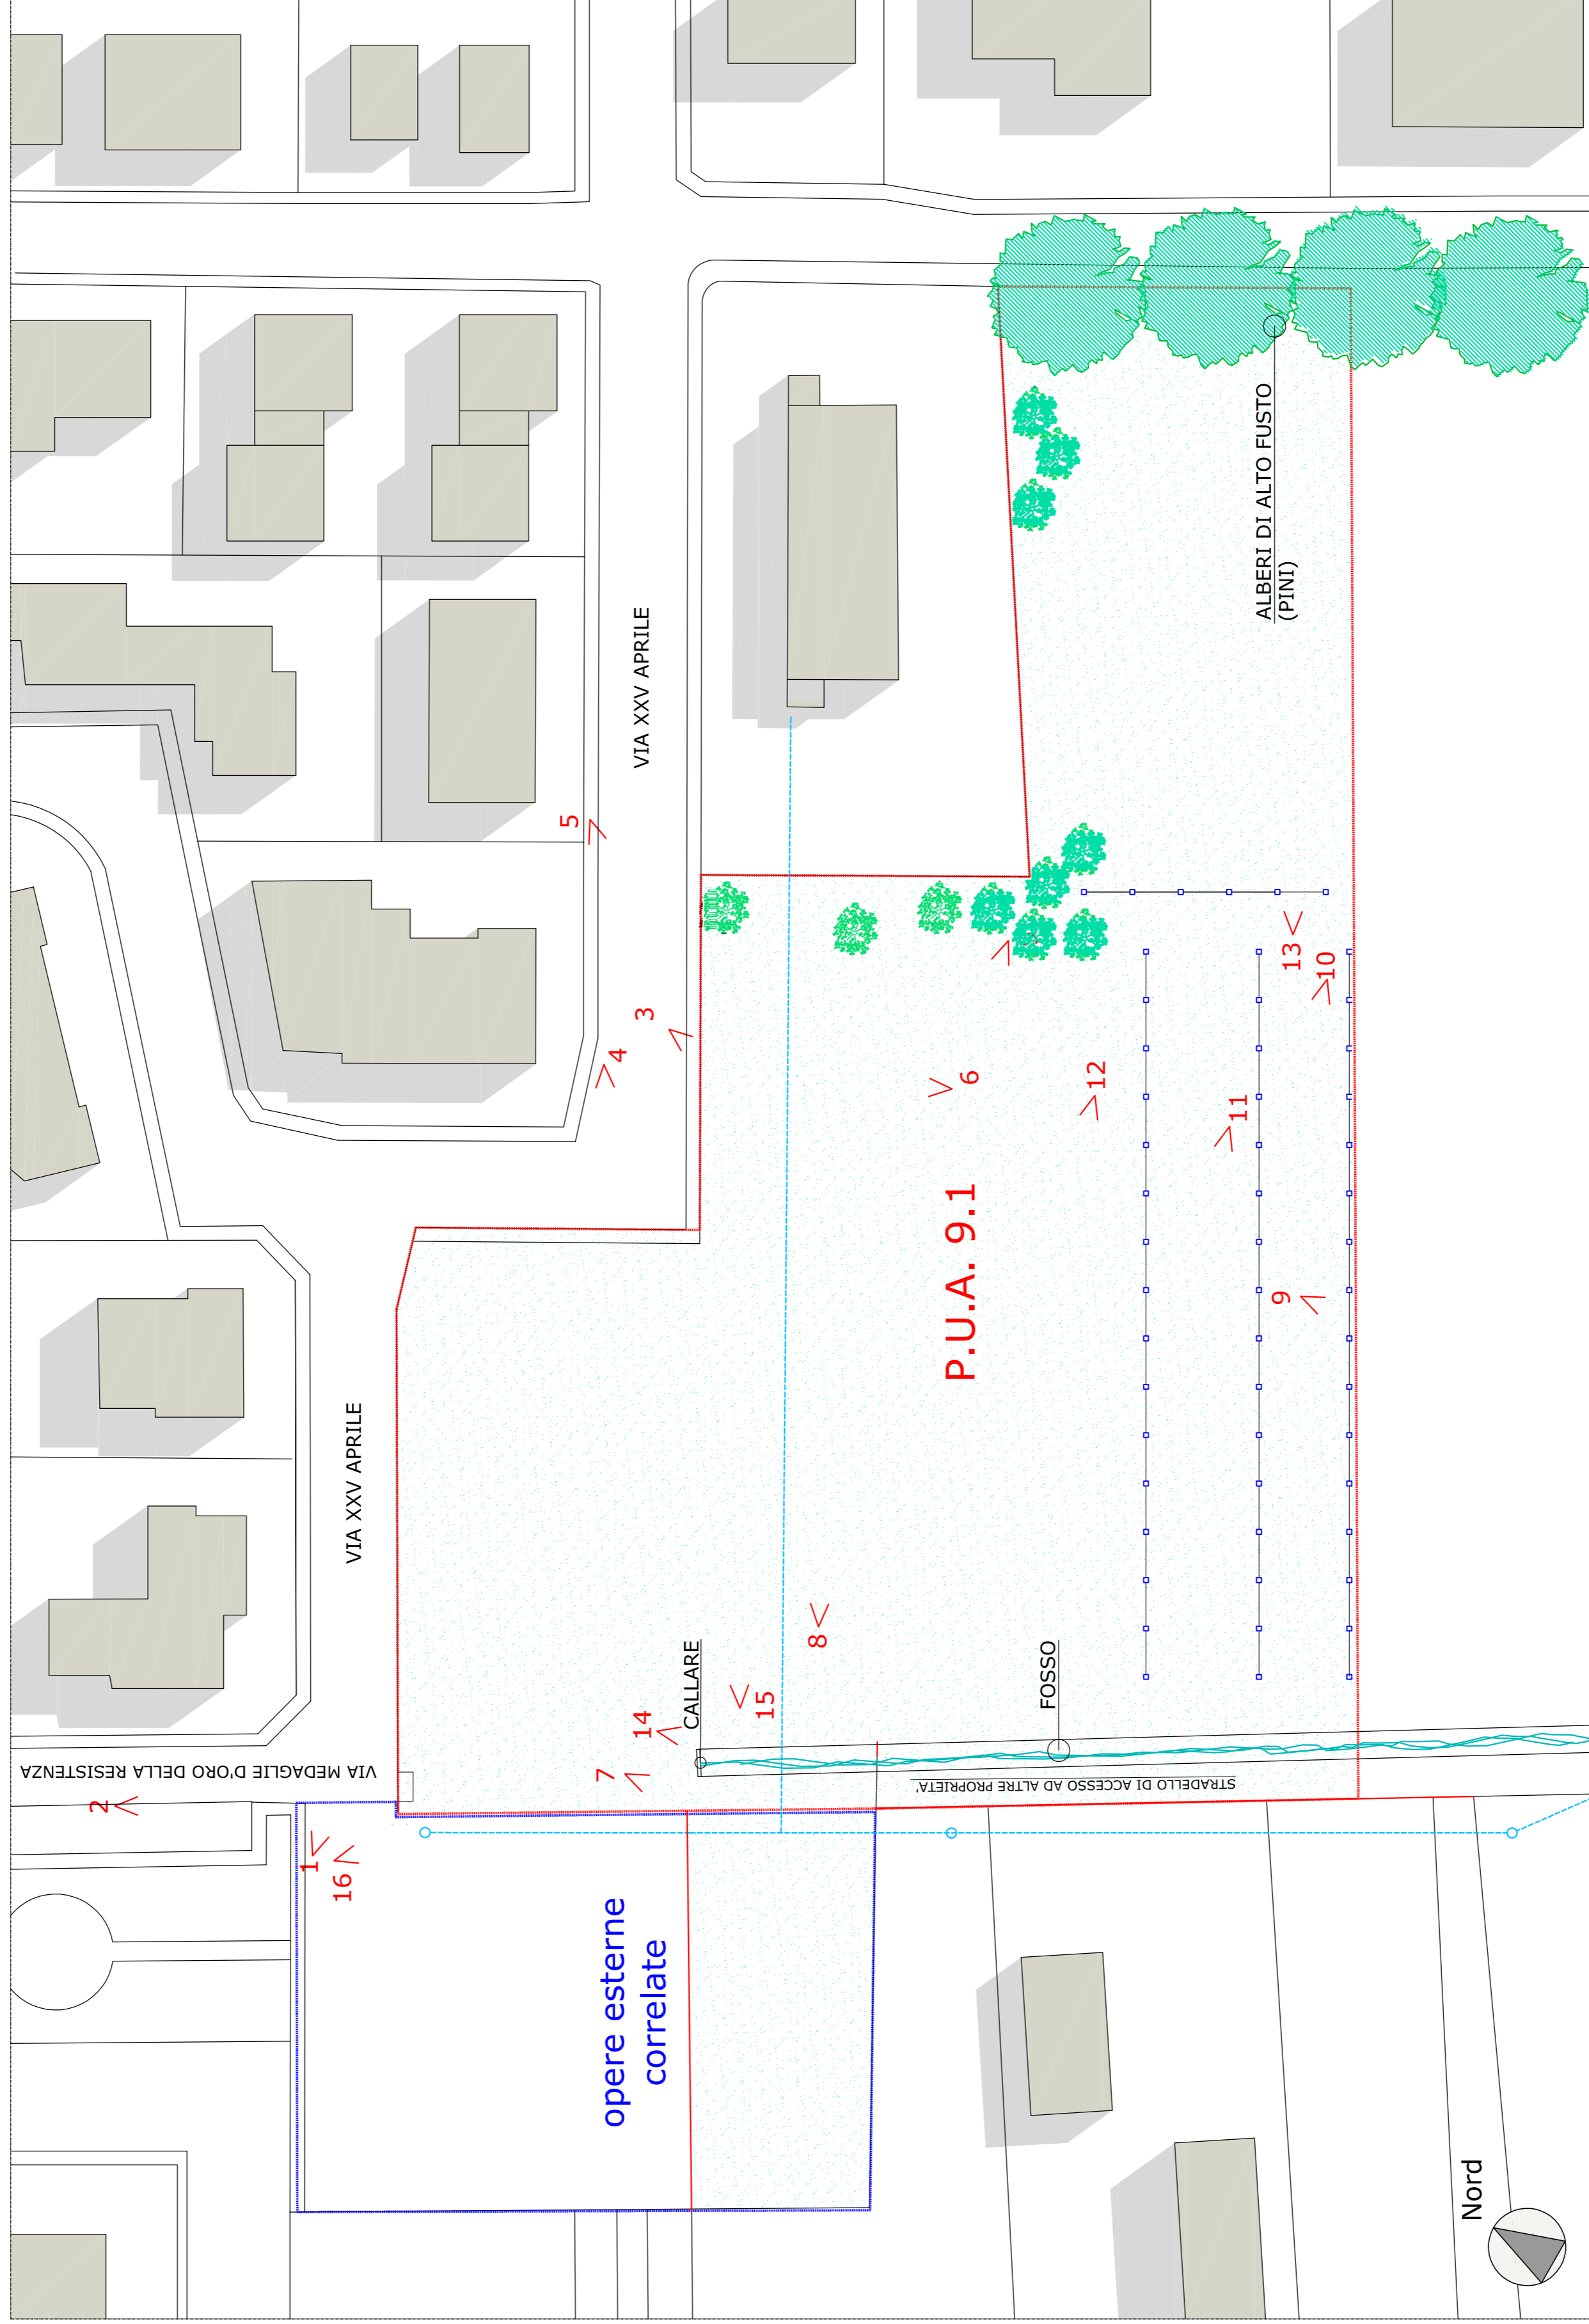 VIA XXV APRILE
5
ALBERI DI ALTO FUSTO
(PINI)
3
4
6
12
11
13
10
P.U.A. 9.1
9
VIA XXV APRILE
8
CALLARE
15
14
7
FOSSO
STRADELLO DI ACCESSO AD ALTRE PROPRIETA'
VIA MEDAGLIE D'ORO DELLA RESISTENZA
2
1
16
opere esterne
correlate
Nord